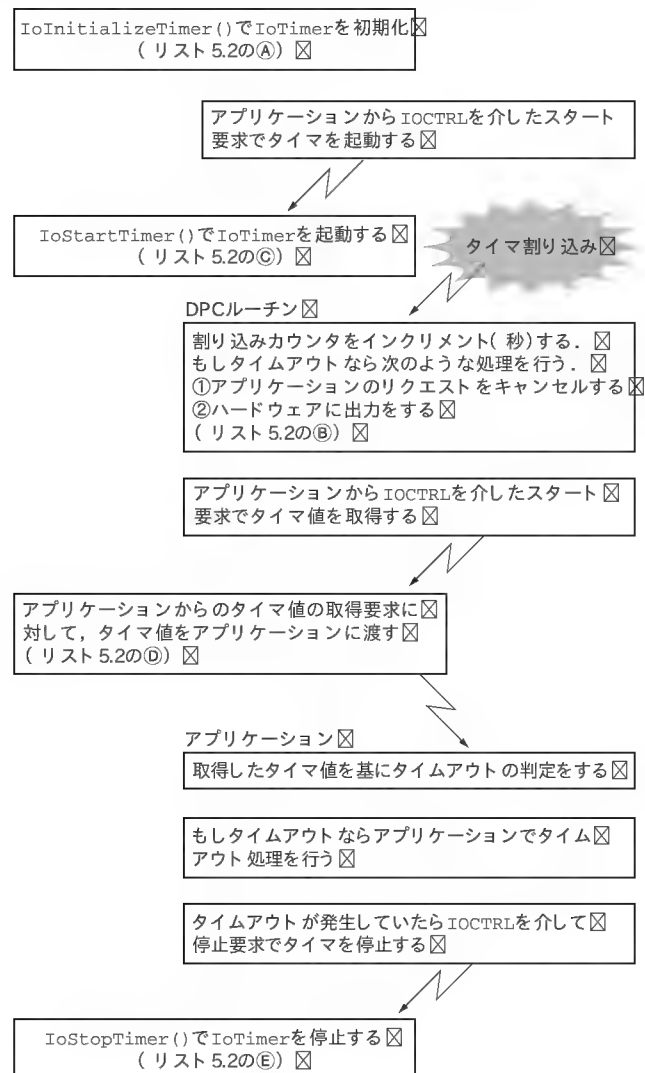 IoInitializeTimer()でIoTimerを初期化
(リスト5.2のⒶ)
アプリケーションからIOCTRLを介したスタート
要求でタイマを起動する
IoStartTimer()でIoTimerを起動する
(リスト5.2のⒸ)
タイマ割り込み
DPCルーチン
割り込みカウンタをインクリメント(秒)する.
もしタイムアウトなら次のような処理を行う.
①アプリケーションのリクエストをキャンセルする
②ハードウェアに出力をする
(リスト5.2のⒷ)
アプリケーションからIOCTRLを介したスタート
要求でタイマ値を取得する
アプリケーションからのタイマ値の取得要求に
対して,タイマ値をアプリケーションに渡す
(リスト5.2のⒹ)
アプリケーション
取得したタイマ値を基にタイムアウトの判定をする
もしタイムアウトならアプリケーションでタイム
アウト処理を行う
タイムアウトが発生していたらIOCTRLを介して
停止要求でタイマを停止する
IoStopTimer()でIoTimerを停止する
(リスト5.2のⒺ)